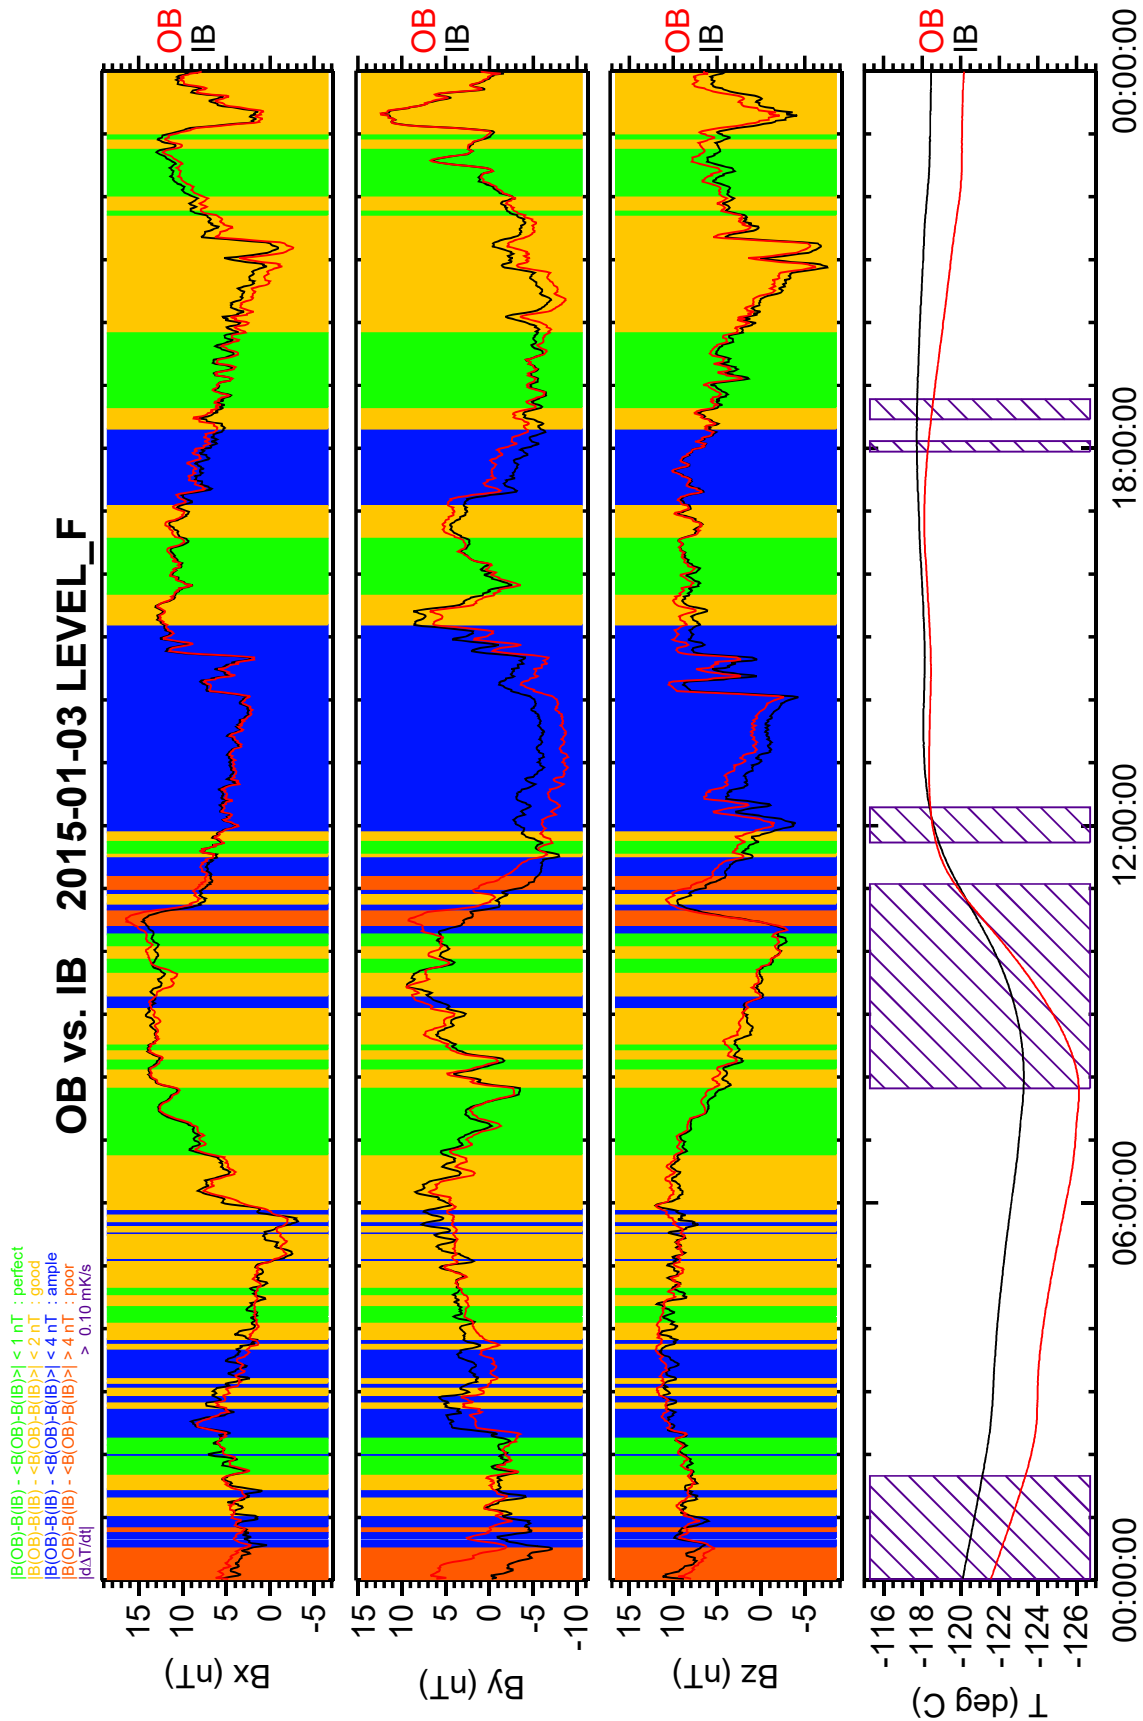 OB vs. IB 2015-01-03 LEVEL_F
|B(OB)-B(IB) - <B(OB)-B(IB)>| < 1 nT : perfect
|B(OB)-B(IB) - <B(OB)-B(IB)>| < 2 nT : good
|B(OB)-B(IB) - <B(OB)-B(IB)>| < 4 nT : ample
|B(OB)-B(IB) - <B(OB)-B(IB)>| > 4 nT : poor
|dΔT/dt| > 0.10 mK/s
Bx (nT)
15
10
5
0
-5
OB
IB
By (nT)
10
5
0
-5
-10
OB
IB
Bz (nT)
15
10
5
0
-5
OB
IB
T (deg C)
-116
-118
-120
-122
-124
-126
OB
IB
00:00:00
06:00:00
12:00:00
18:00:00
00:00:00